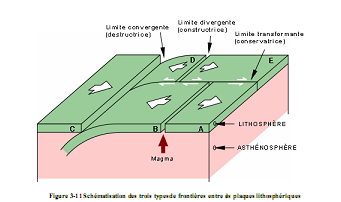 Limite convergente
(destructrice)
Limite divergente
(constructrice)
Limite transformante
(conservatrice)
D
E
C
B
A
LITHOSPHÈRE
ASTHÉNOSPHÈRE
Magma
Figure 3-11 Schématisation des trois types de frontières entre les plaques lithosphériques